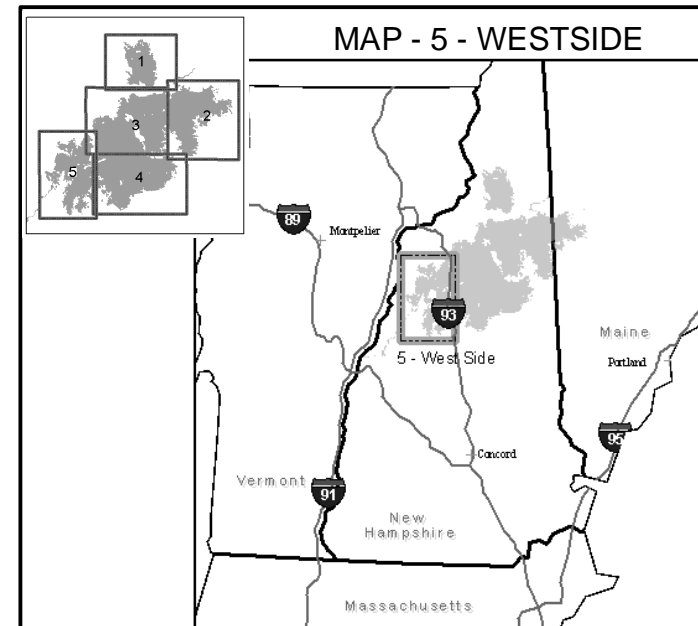 MAP - 5 - WESTSIDE
1
2
3
5
4
89
Montpelier
93
Maine
5 - West Side
Portland
95
Concord
Vermont
91
New
Hampshire
Massachusetts